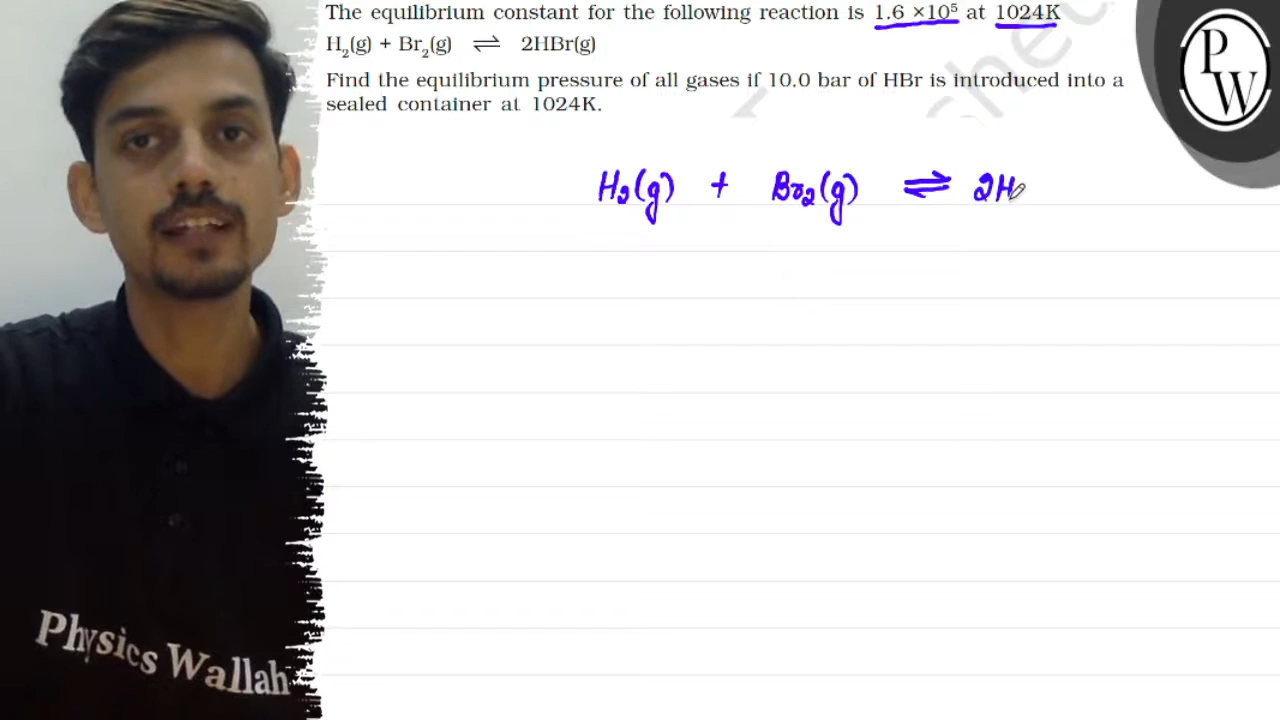 The equilibrium constant for the following reaction is 1.6 ×10⁵ at 1024K
H₂(g) + Br₂(g) ⇌ 2HBr(g)
Find the equilibrium pressure of all gases if 10.0 bar of HBr is introduced into a
sealed container at 1024K.
H₂(g) + Br₂(g) ⇌ 2H
PW
Physics Wallah